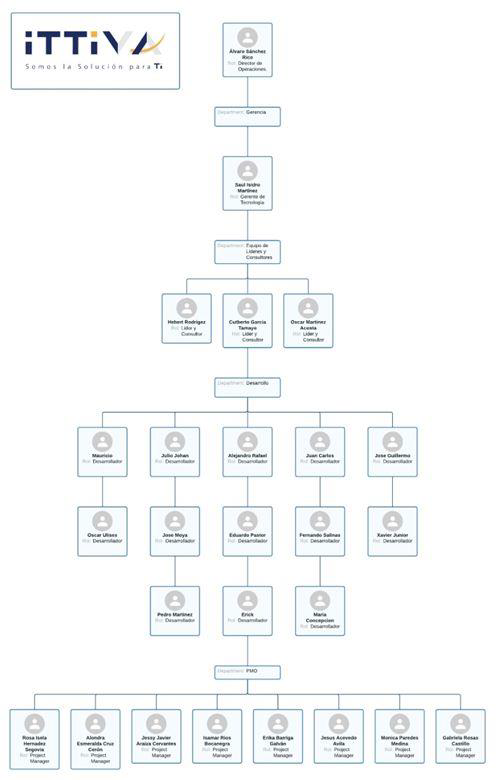 iTTiVA
Somos la Solución para Ti
Álvaro Sánchez
Rico
Rol: Director de
Operaciones
Department: Gerencia
Saul Isidro
Martinez
Rol: Gerente de
Tecnología
Department: Equipo de
Líderes y
Consultores
Hebert Rodrigez
Rol: Lider y
Consultor
Cutberto Garcia
Tamayo
Rol: Lider y
Consultor
Oscar Martinez
Acosta
Rol: Lider y
Consultor
Department: Desarrollo
Mauricio
Rol: Desarrollador
Julio Johan
Rol: Desarrollador
Alejandro Rafael
Rol: Desarrollador
Juan Carlos
Rol: Desarrollador
Jose Guillermo
Rol: Desarrollador
Oscar Ulises
Rol: Desarrollador
Jose Moya
Rol: Desarrollador
Eduardo Pastor
Rol: Desarrollador
Fernando Salinas
Rol: Desarrollador
Xavier Junior
Rol: Desarrollador
Pedro Martinez
Rol: Desarrollador
Erick
Rol: Desarrollador
Maria
Concepcion
Rol: Desarrollador
Department: PMO
Rosa Isela
Hernadez
Segovia
Rol: Project
Manager
Alondra
Esmeralda Cruz
Cerón
Rol: Project
Manager
Jessy Javier
Araiza Cervantes
Rol: Project
Manager
Isamar Rios
Bocanegra
Rol: Project
Manager
Erika Barriga
Galván
Rol: Project
Manager
Jesus Acevedo
Avila
Rol: Project
Manager
Monica Paredes
Medina
Rol: Project
Manager
Gabriela Rosas
Castillo
Rol: Project
Manager